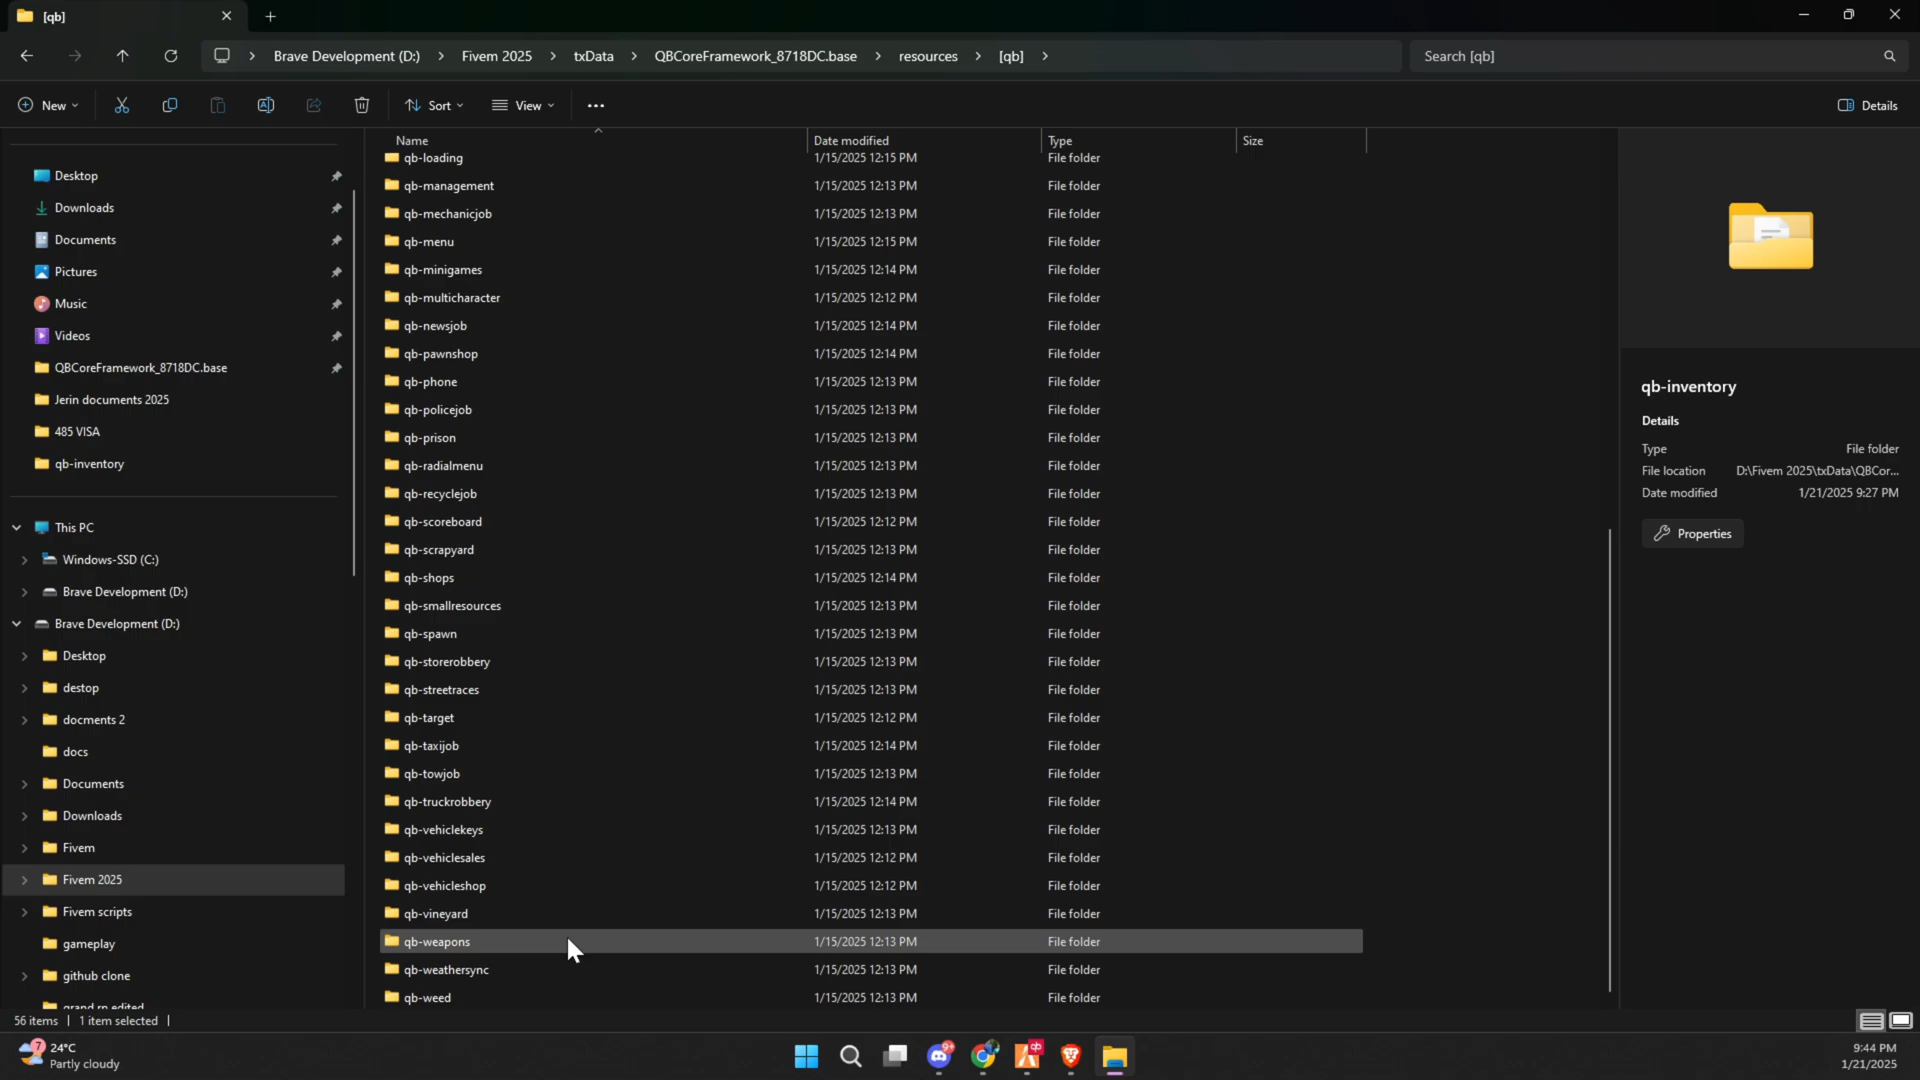 [qb]
Brave Development (D:) > Fivem 2025 > txData > QBCoreFramework_8718DC.base > resources > [qb] >
Search [qb]
New
Sort
View
Details
Name
Date modified
Type
Size
Desktop
Downloads
Documents
Pictures
Music
Videos
QBCoreFramework_8718DC.base
Jerin documents 2025
485 VISA
qb-inventory
This PC
Windows-SSD (C:)
Brave Development (D:)
Brave Development (D:)
Desktop
destop
docments 2
docs
Documents
Downloads
Fivem
Fivem 2025
Fivem scripts
gameplay
github clone
grand rp edited
qb-loading 1/15/2025 12:15 PM File folder
qb-management 1/15/2025 12:13 PM File folder
qb-mechanicjob 1/15/2025 12:13 PM File folder
qb-menu 1/15/2025 12:15 PM File folder
qb-minigames 1/15/2025 12:14 PM File folder
qb-multicharacter 1/15/2025 12:12 PM File folder
qb-newsjob 1/15/2025 12:14 PM File folder
qb-pawnshop 1/15/2025 12:14 PM File folder
qb-phone 1/15/2025 12:13 PM File folder
qb-policejob 1/15/2025 12:13 PM File folder
qb-prison 1/15/2025 12:13 PM File folder
qb-radialmenu 1/15/2025 12:13 PM File folder
qb-recyclejob 1/15/2025 12:13 PM File folder
qb-scoreboard 1/15/2025 12:12 PM File folder
qb-scrapyard 1/15/2025 12:13 PM File folder
qb-shops 1/15/2025 12:14 PM File folder
qb-smallresources 1/15/2025 12:13 PM File folder
qb-spawn 1/15/2025 12:13 PM File folder
qb-storerobbery 1/15/2025 12:13 PM File folder
qb-streetraces 1/15/2025 12:13 PM File folder
qb-target 1/15/2025 12:12 PM File folder
qb-taxijob 1/15/2025 12:14 PM File folder
qb-towjob 1/15/2025 12:13 PM File folder
qb-truckrobbery 1/15/2025 12:14 PM File folder
qb-vehiclekeys 1/15/2025 12:13 PM File folder
qb-vehiclesales 1/15/2025 12:12 PM File folder
qb-vehicleshop 1/15/2025 12:12 PM File folder
qb-vineyard 1/15/2025 12:13 PM File folder
qb-weapons 1/15/2025 12:13 PM File folder
qb-weathersync 1/15/2025 12:13 PM File folder
qb-weed 1/15/2025 12:13 PM File folder
qb-inventory
Details
Type File folder
File location D:\Fivem 2025\txData\QBCor...
Date modified 1/21/2025 9:27 PM
Properties
56 items | 1 item selected |
7
24°C
Partly cloudy
9+
qb
9:44 PM
1/21/2025